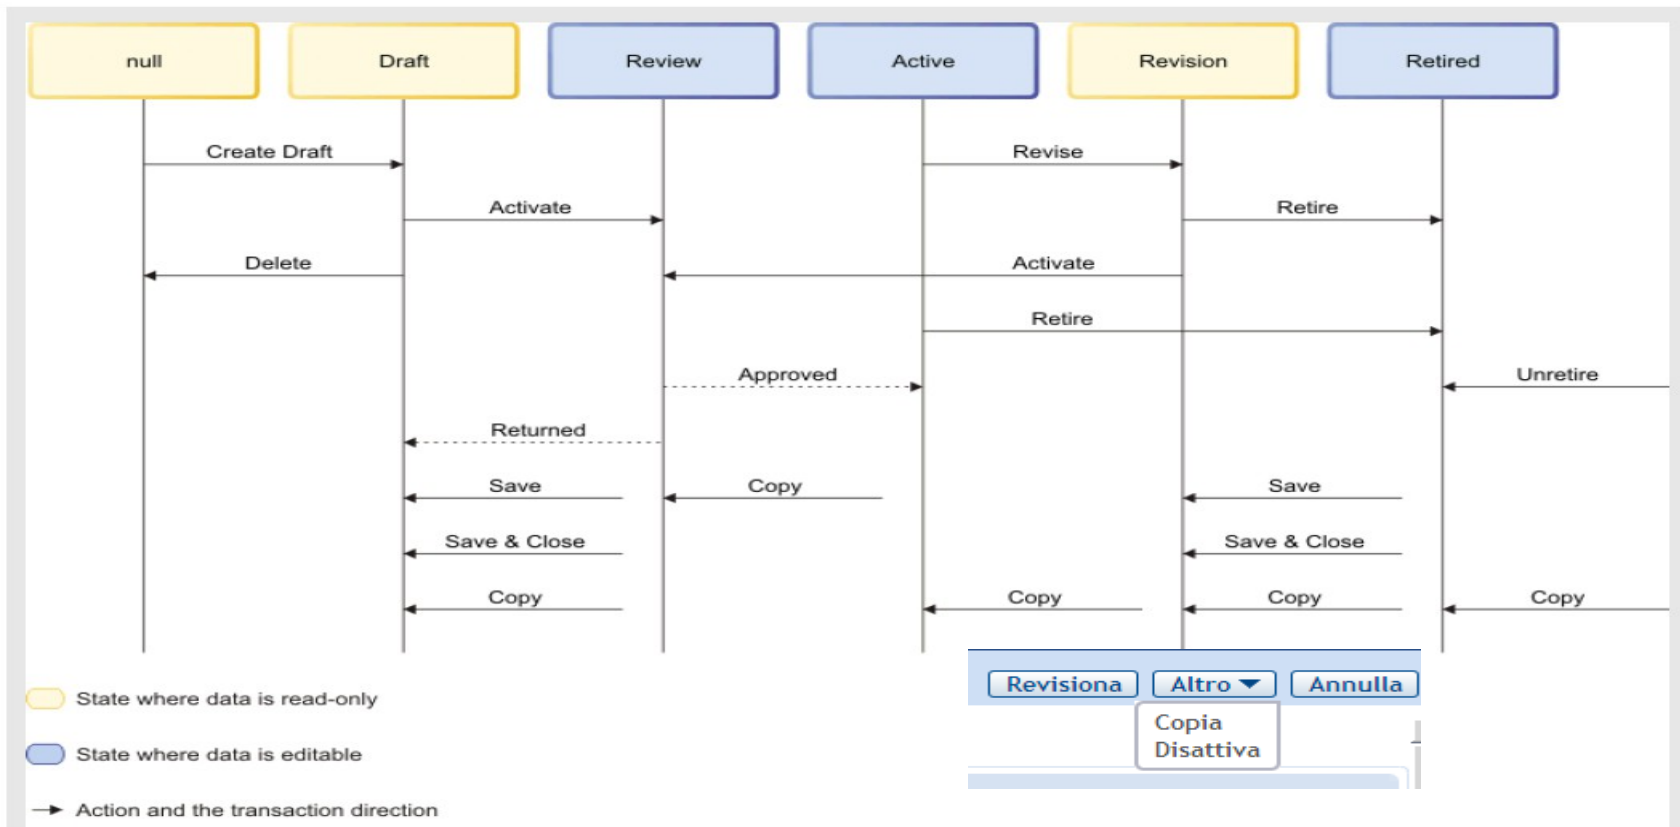 null Draft Review Active Revision Retired
Create Draft Revise
Activate Retire
Delete Activate
Retire
Approved Unretire
Returned
Save Copy Save
Save & Close Save & Close
Copy Copy Copy Copy
Revisiona Altro Annulla
Copia
Disattiva
State where data is read-only
State where data is editable
Action and the transaction direction